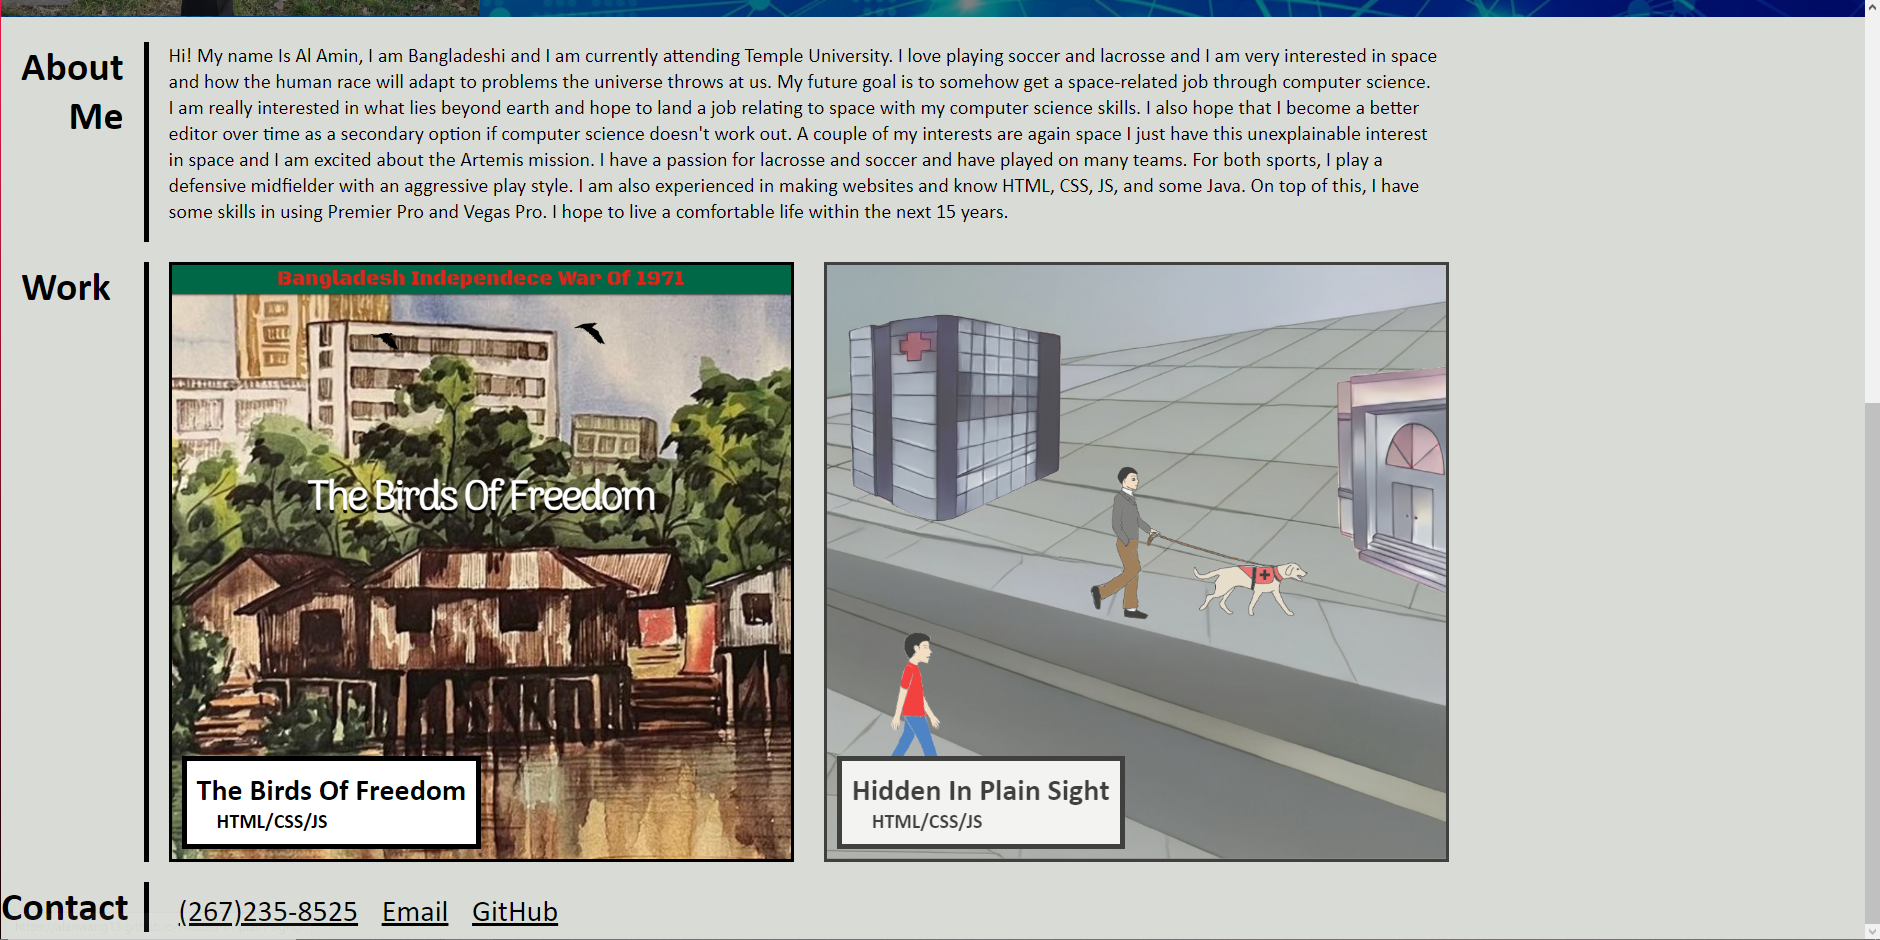 About
Me
Hi! My name Is Al Amin, I am Bangladeshi and I am currently attending Temple University. I love playing soccer and lacrosse and I am very interested in space
and how the human race will adapt to problems the universe throws at us. My future goal is to somehow get a space-related job through computer science.
I am really interested in what lies beyond earth and hope to land a job relating to space with my computer science skills. I also hope that I become a better
editor over time as a secondary option if computer science doesn't work out. A couple of my interests are again space I just have this unexplainable interest
in space and I am excited about the Artemis mission. I have a passion for lacrosse and soccer and have played on many teams. For both sports, I play a
defensive midfielder with an aggressive play style. I am also experienced in making websites and know HTML, CSS, JS, and some Java. On top of this, I have
some skills in using Premier Pro and Vegas Pro. I hope to live a comfortable life within the next 15 years.
Work
Bangladesh Independece War Of 1971
The Birds Of Freedom
The Birds Of Freedom
HTML/CSS/JS
Hidden In Plain Sight
HTML/CSS/JS
Contact
(267)235-8525 Email GitHub